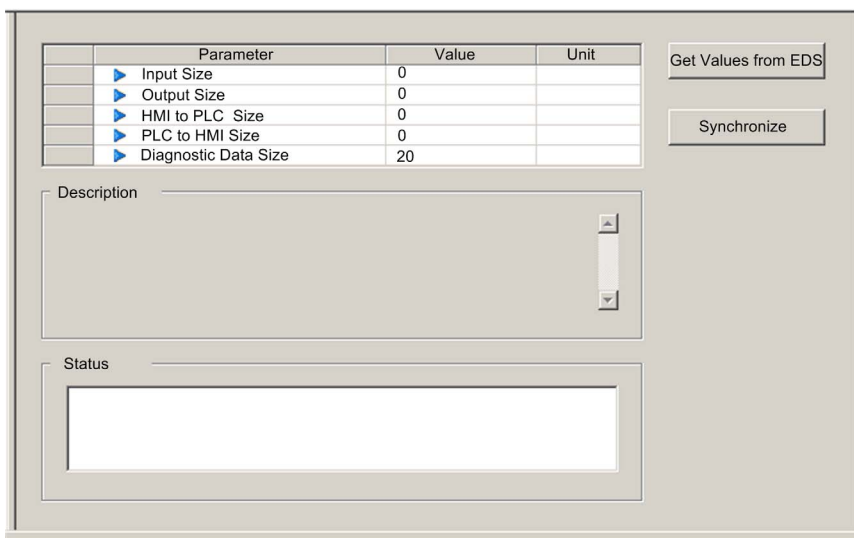 Parameter Value Unit
Input Size 0
Output Size 0
HMI to PLC Size 0
PLC to HMI Size 0
Diagnostic Data Size 20
Get Values from EDS
Synchronize
Description
Status